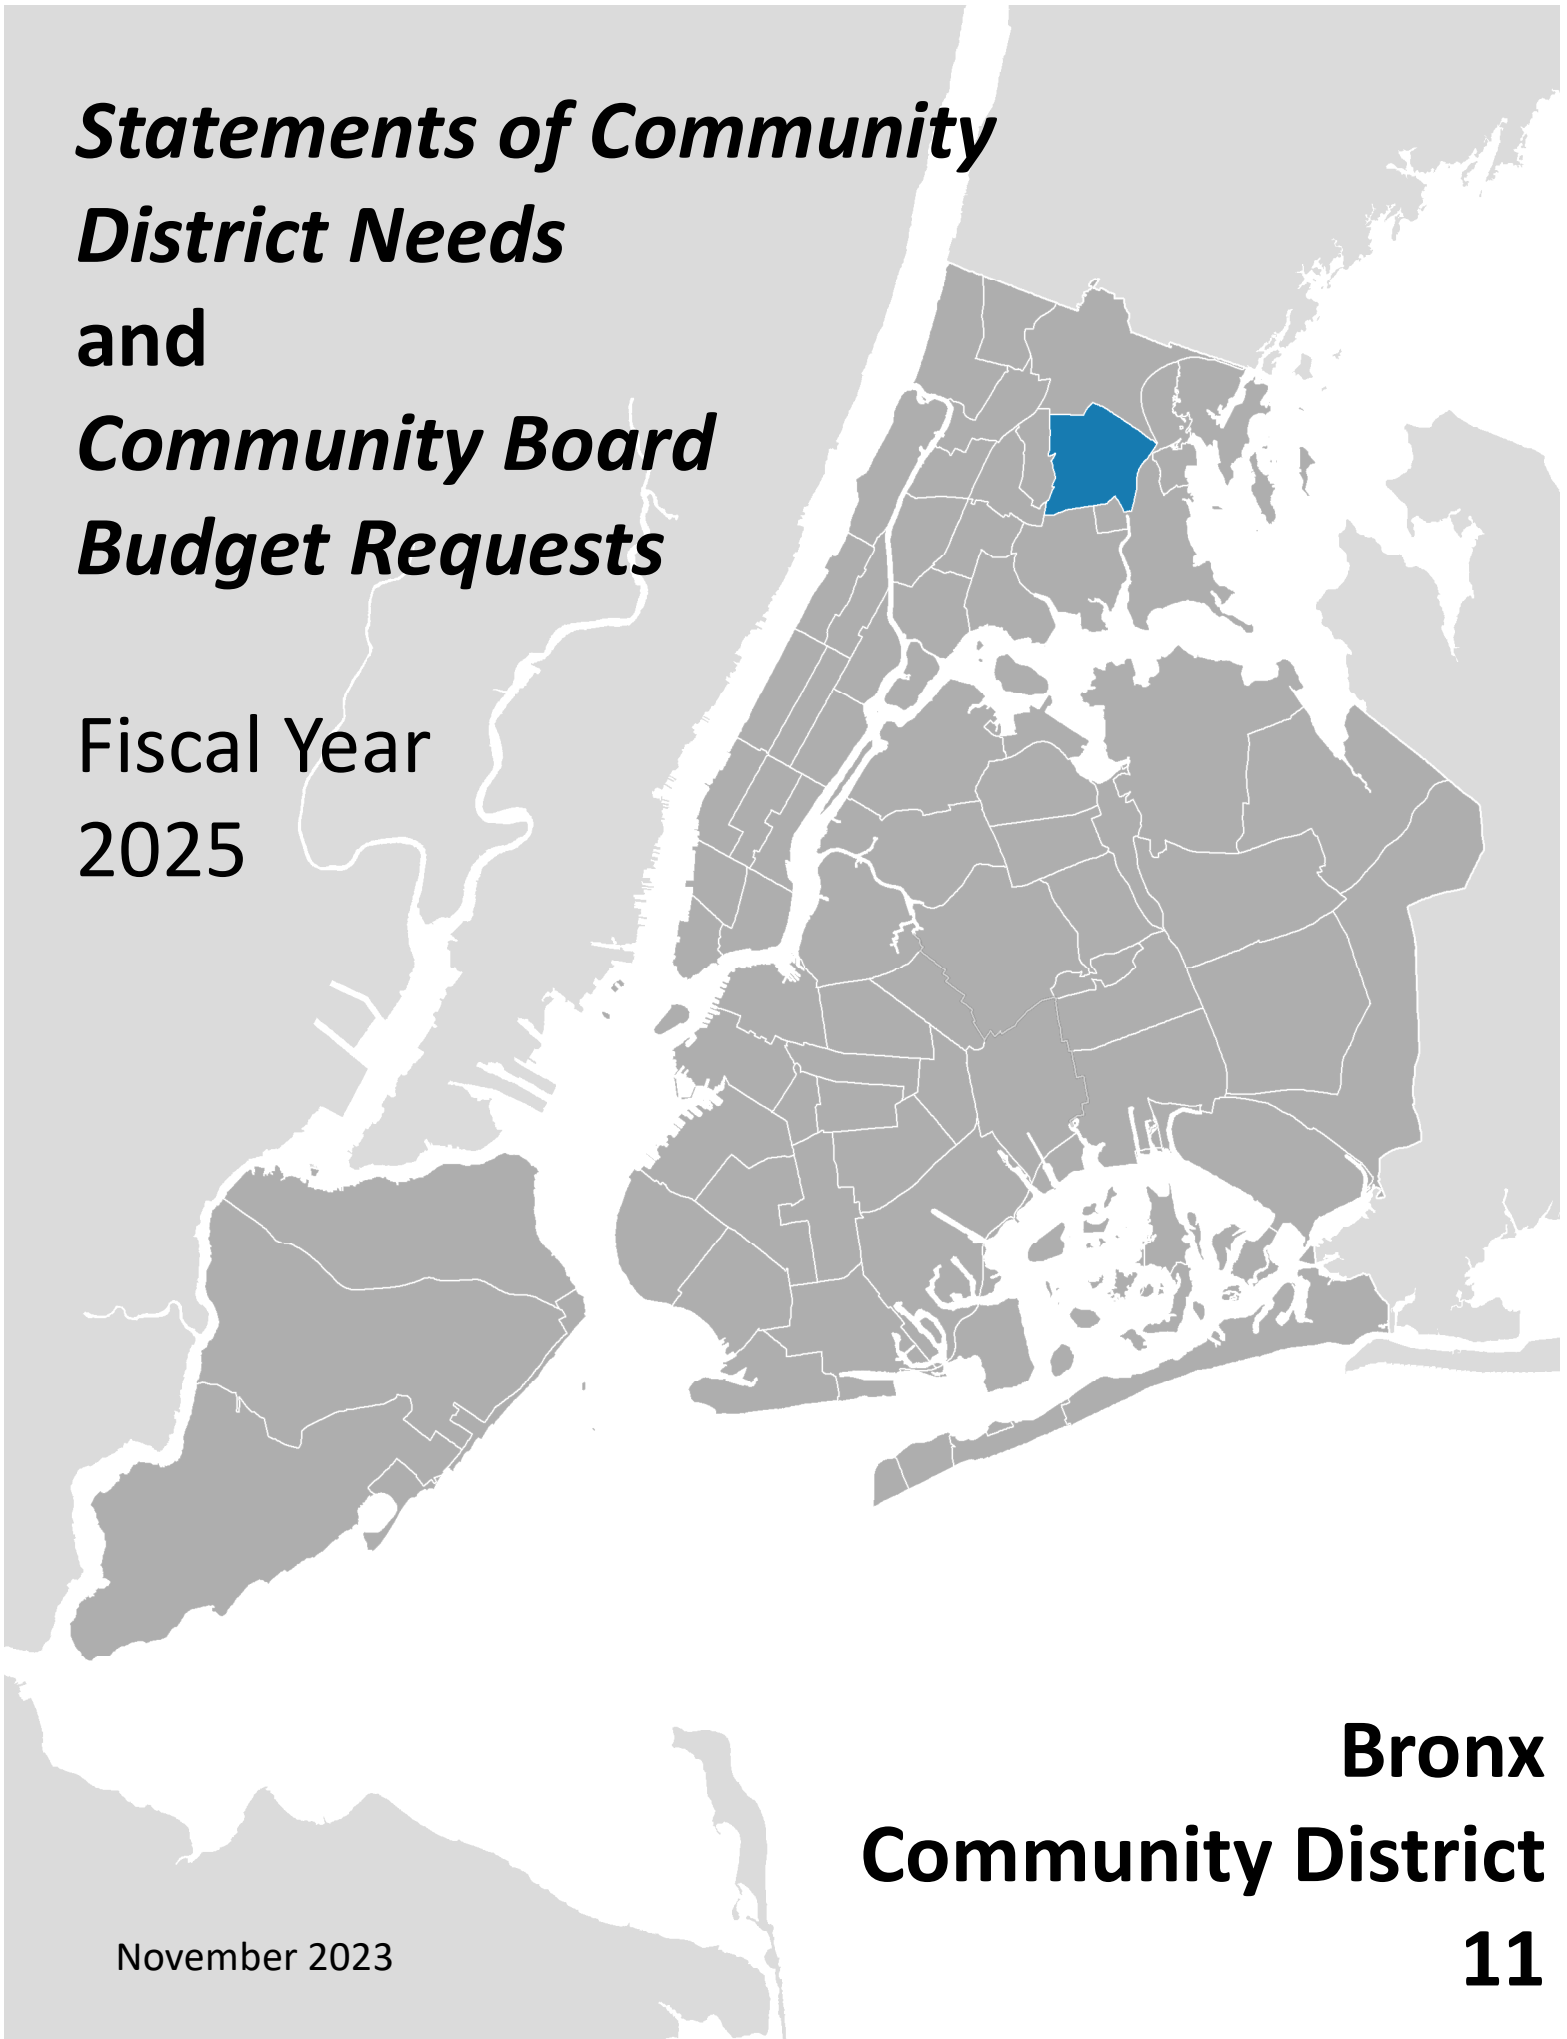 Statements of Community
District Needs
and
Community Board
Budget Requests
Fiscal Year
2025
Bronx
Community District
11
November 2023